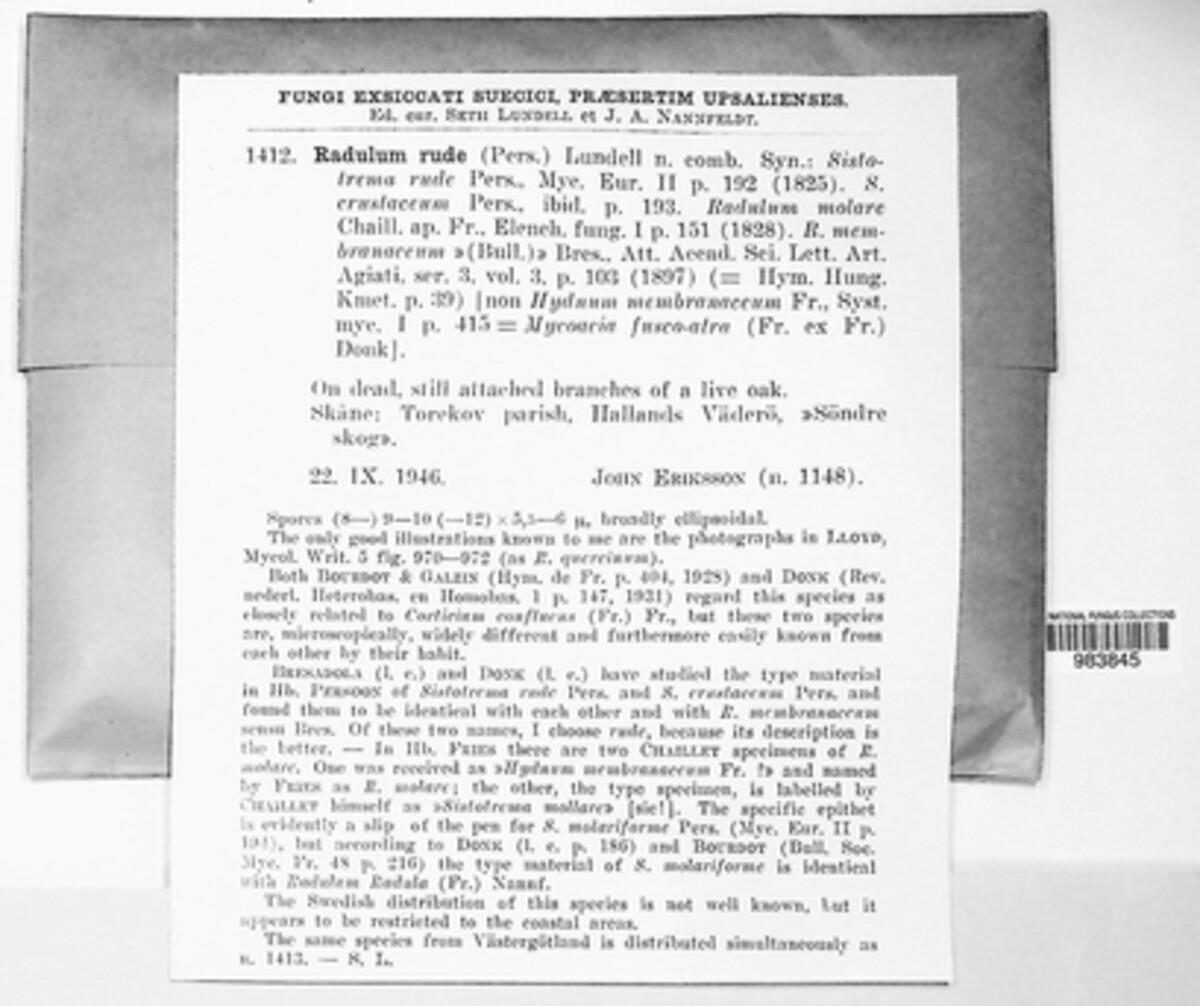 FUNGI EXSICCATI SUECICI, PRÆSERTIM UPSALIENSES.
Ed. cur. SETH LUNDELL et J. A. NANNFELDT.
1412. Radulum rude (Pers.) Lundell n. comb. Syn.: Sisto-
trema rude Pers., Myc. Eur. II p. 192 (1825). S.
crustaceum Pers., ibid. p. 193. Radulum molare
Chaill. ap. Fr., Elench. fung. I p. 151 (1828). R. mem-
branaceum »(Bull.)» Bres., Att. Accad. Sci. Lett. Art.
Agiati, ser. 3, vol. 3, p. 103 (1897) (= Hym. Hung.
Kmet. p. 39) [non Hydnum membranaceum Fr., Syst.
myc. I p. 415 = Mycoacia fusco-atra (Fr. ex Fr.)
Donk].
On dead, still attached branches of a live oak.
Skåne: Torekov parish, Hallands Väderö, »Söndre
skog».
22. IX. 1946. JOHN ERIKSSON (n. 1148).
Spores (8—) 9—10 (—12) × 5,5—6 µ, broadly ellipsoidal.
The only good illustrations known to me are the photographs in LLOYD,
Mycol. Writ. 5 fig. 970—972 (as R. quercinum).
Both BOURDOT & GALZIN (Hym. de Fr. p. 404, 1928) and DONK (Rev.
nederl. Heterobas. en Homobas. I p. 147, 1931) regard this species as
closely related to Corticium confluens (Fr.) Fr., but these two species
are, microscopically, widely different and furthermore easily known from
each other by their habit.
BRESADOLA (l. c.) and DONK (l. c.) have studied the type material
in Hb. PERSOON of Sistotrema rude Pers. and S. crustaceum Pers. and
found them to be identical with each other and with R. membranaceum
sensu Bres. Of these two names, I choose rude, because its description is
the better. — In Hb. FRIES there are two CHAILLET specimens of R.
molare. One was received as »Hydnum membranaceum Fr. ?» and named
by FRIES as R. molare; the other, the type specimen, is labelled by
CHAILLET himself as »Sistotrema mollare» [sic!]. The specific epithet
is evidently a slip of the pen for S. molariforme Pers. (Myc. Eur. II p.
194), but according to DONK (l. c. p. 186) and BOURDOT (Bull. Soc.
Myc. Fr. 48 p. 216) the type material of S. molariforme is identical
with Radulum Radula (Fr.) Nannf.
The Swedish distribution of this species is not well known, but it
appears to be restricted to the coastal areas.
The same species from Västergötland is distributed simultaneously as
n. 1413. — S. L.
NATIONAL FUNGUS COLLECTIONS
983845